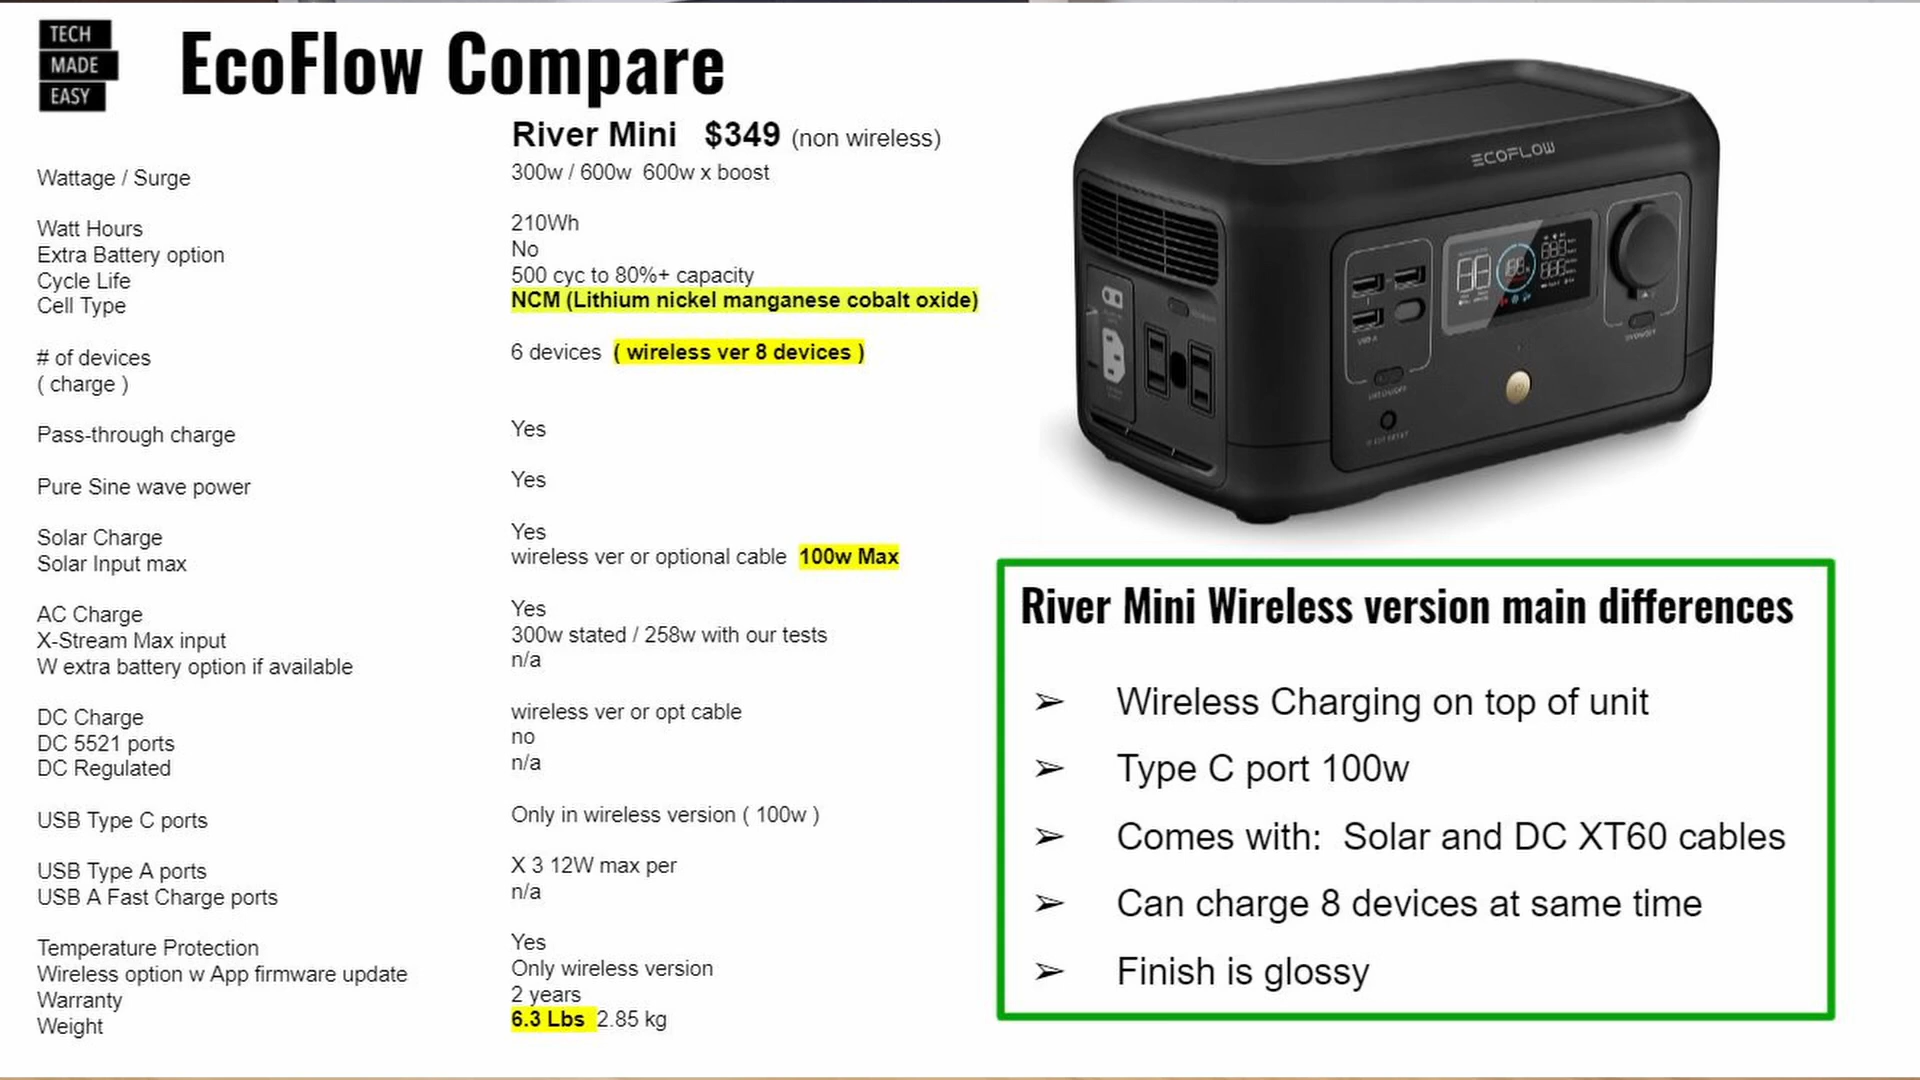 TECH
MADE
EASY
EcoFlow Compare
River Mini $349 (non wireless)
Wattage / Surge 300w / 600w 600w x boost
Watt Hours 210Wh
Extra Battery option No
Cycle Life 500 cyc to 80%+ capacity
Cell Type NCM (Lithium nickel manganese cobalt oxide)
# of devices 6 devices ( wireless ver 8 devices )
( charge )
Pass-through charge Yes
Pure Sine wave power Yes
Solar Charge Yes
Solar Input max wireless ver or optional cable 100w Max
AC Charge Yes
X-Stream Max input 300w stated / 258w with our tests
W extra battery option if available n/a
DC Charge wireless ver or opt cable
DC 5521 ports no
DC Regulated n/a
USB Type C ports Only in wireless version ( 100w )
USB Type A ports X 3 12W max per
USB A Fast Charge ports n/a
Temperature Protection Yes
Wireless option w App firmware update Only wireless version
Warranty 2 years
Weight 6.3 Lbs 2.85 kg
ECOFLOW
River Mini Wireless version main differences
➢ Wireless Charging on top of unit
➢ Type C port 100w
➢ Comes with: Solar and DC XT60 cables
➢ Can charge 8 devices at same time
➢ Finish is glossy